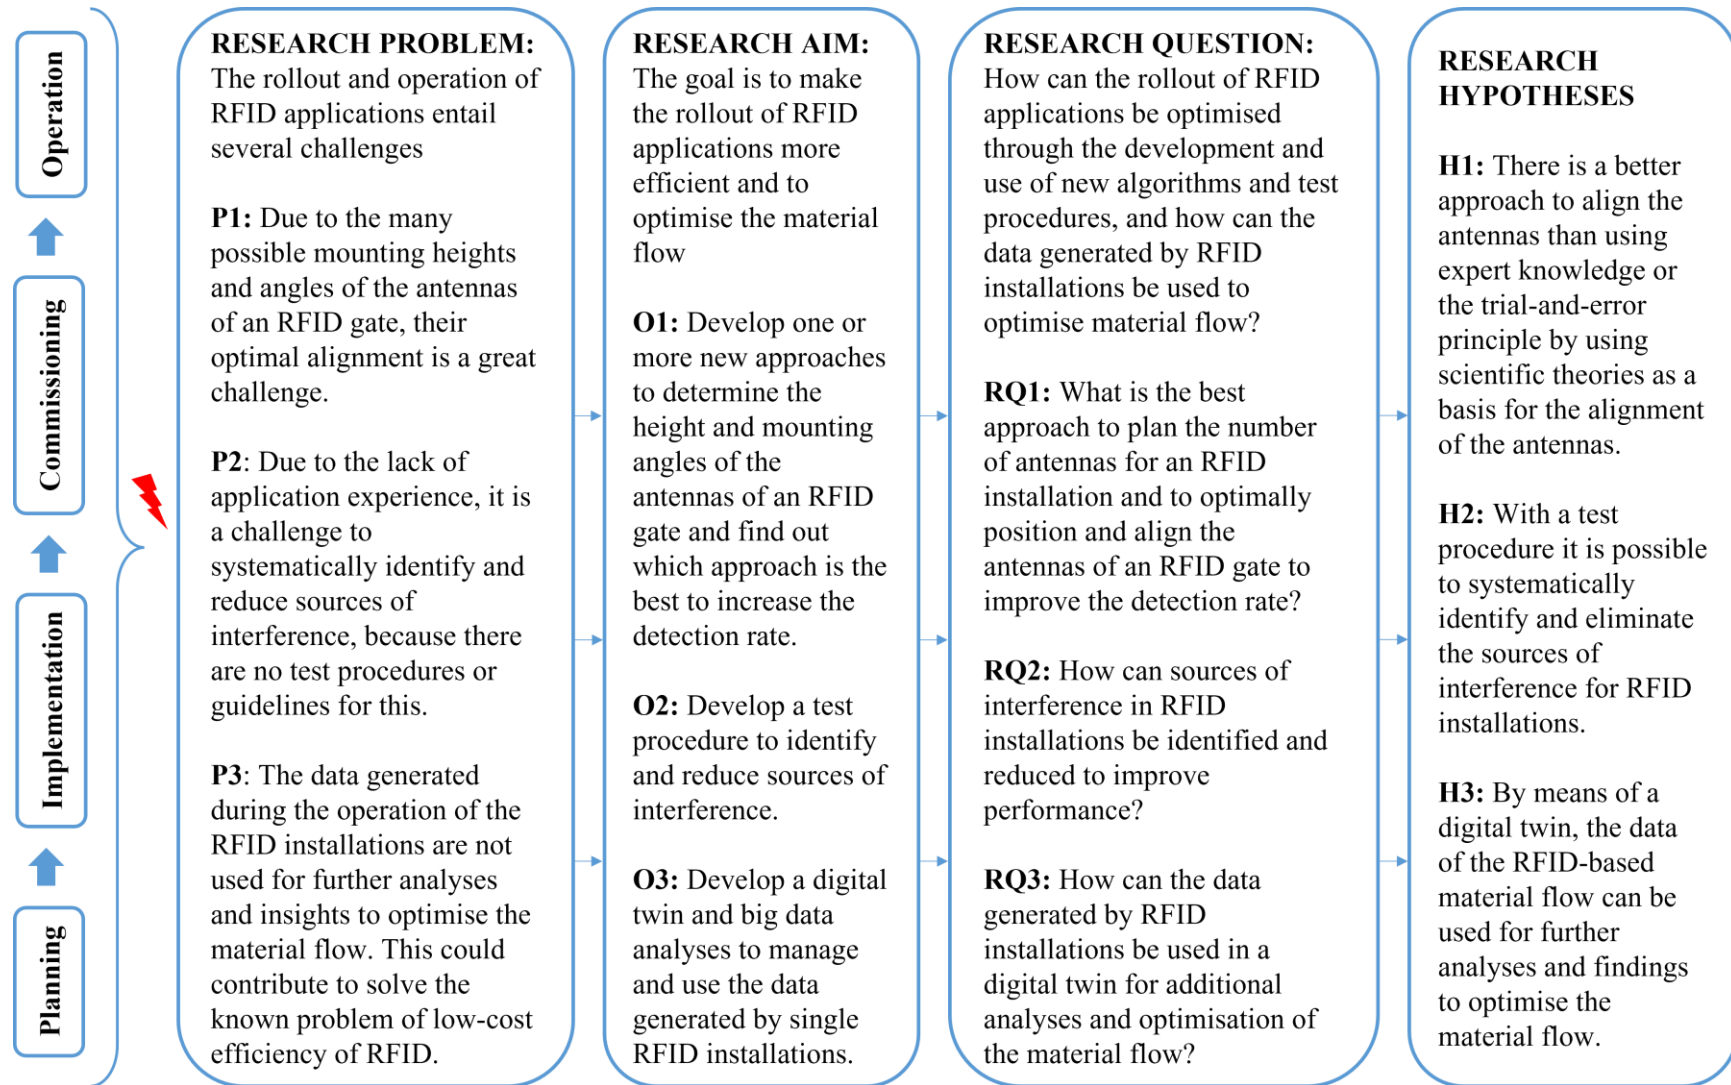 Operation
Commissioning
Implementation
Planning
RESEARCH PROBLEM:
The rollout and operation of
RFID applications entail
several challenges
P1: Due to the many
possible mounting heights
and angles of the antennas
of an RFID gate, their
optimal alignment is a great
challenge.
P2: Due to the lack of
application experience, it is
a challenge to
systematically identify and
reduce sources of
interference, because there
are no test procedures or
guidelines for this.
P3: The data generated
during the operation of the
RFID installations are not
used for further analyses
and insights to optimise the
material flow. This could
contribute to solve the
known problem of low-cost
efficiency of RFID.
RESEARCH AIM:
The goal is to make
the rollout of RFID
applications more
efficient and to
optimise the material
flow
O1: Develop one or
more new approaches
to determine the
height and mounting
angles of the
antennas of an RFID
gate and find out
which approach is the
best to increase the
detection rate.
O2: Develop a test
procedure to identify
and reduce sources of
interference.
O3: Develop a digital
twin and big data
analyses to manage
and use the data
generated by single
RFID installations.
RESEARCH QUESTION:
How can the rollout of RFID
applications be optimised
through the development and
use of new algorithms and test
procedures, and how can the
data generated by RFID
installations be used to
optimise material flow?
RQ1: What is the best
approach to plan the number
of antennas for an RFID
installation and to optimally
position and align the
antennas of an RFID gate to
improve the detection rate?
RQ2: How can sources of
interference in RFID
installations be identified and
reduced to improve
performance?
RQ3: How can the data
generated by RFID
installations be used in a
digital twin for additional
analyses and optimisation of
the material flow?
RESEARCH
HYPOTHESES
H1: There is a better
approach to align the
antennas than using
expert knowledge or
the trial-and-error
principle by using
scientific theories as a
basis for the alignment
of the antennas.
H2: With a test
procedure it is possible
to systematically
identify and eliminate
the sources of
interference for RFID
installations.
H3: By means of a
digital twin, the data
of the RFID-based
material flow can be
used for further
analyses and findings
to optimise the
material flow.